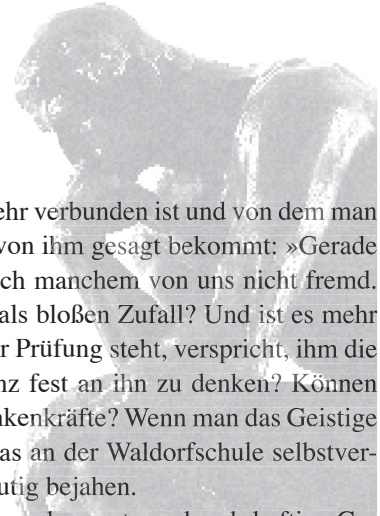 ehr verbunden ist und von dem man
von ihm gesagt bekommt: »Gerade
ch manchem von uns nicht fremd.
als bloßen Zufall? Und ist es mehr
r Prüfung steht, verspricht, ihm die
nz fest an ihn zu denken? Können
nkenkräfte? Wenn man das Geistige
as an der Waldorfschule selbstver-
utig bejahen.